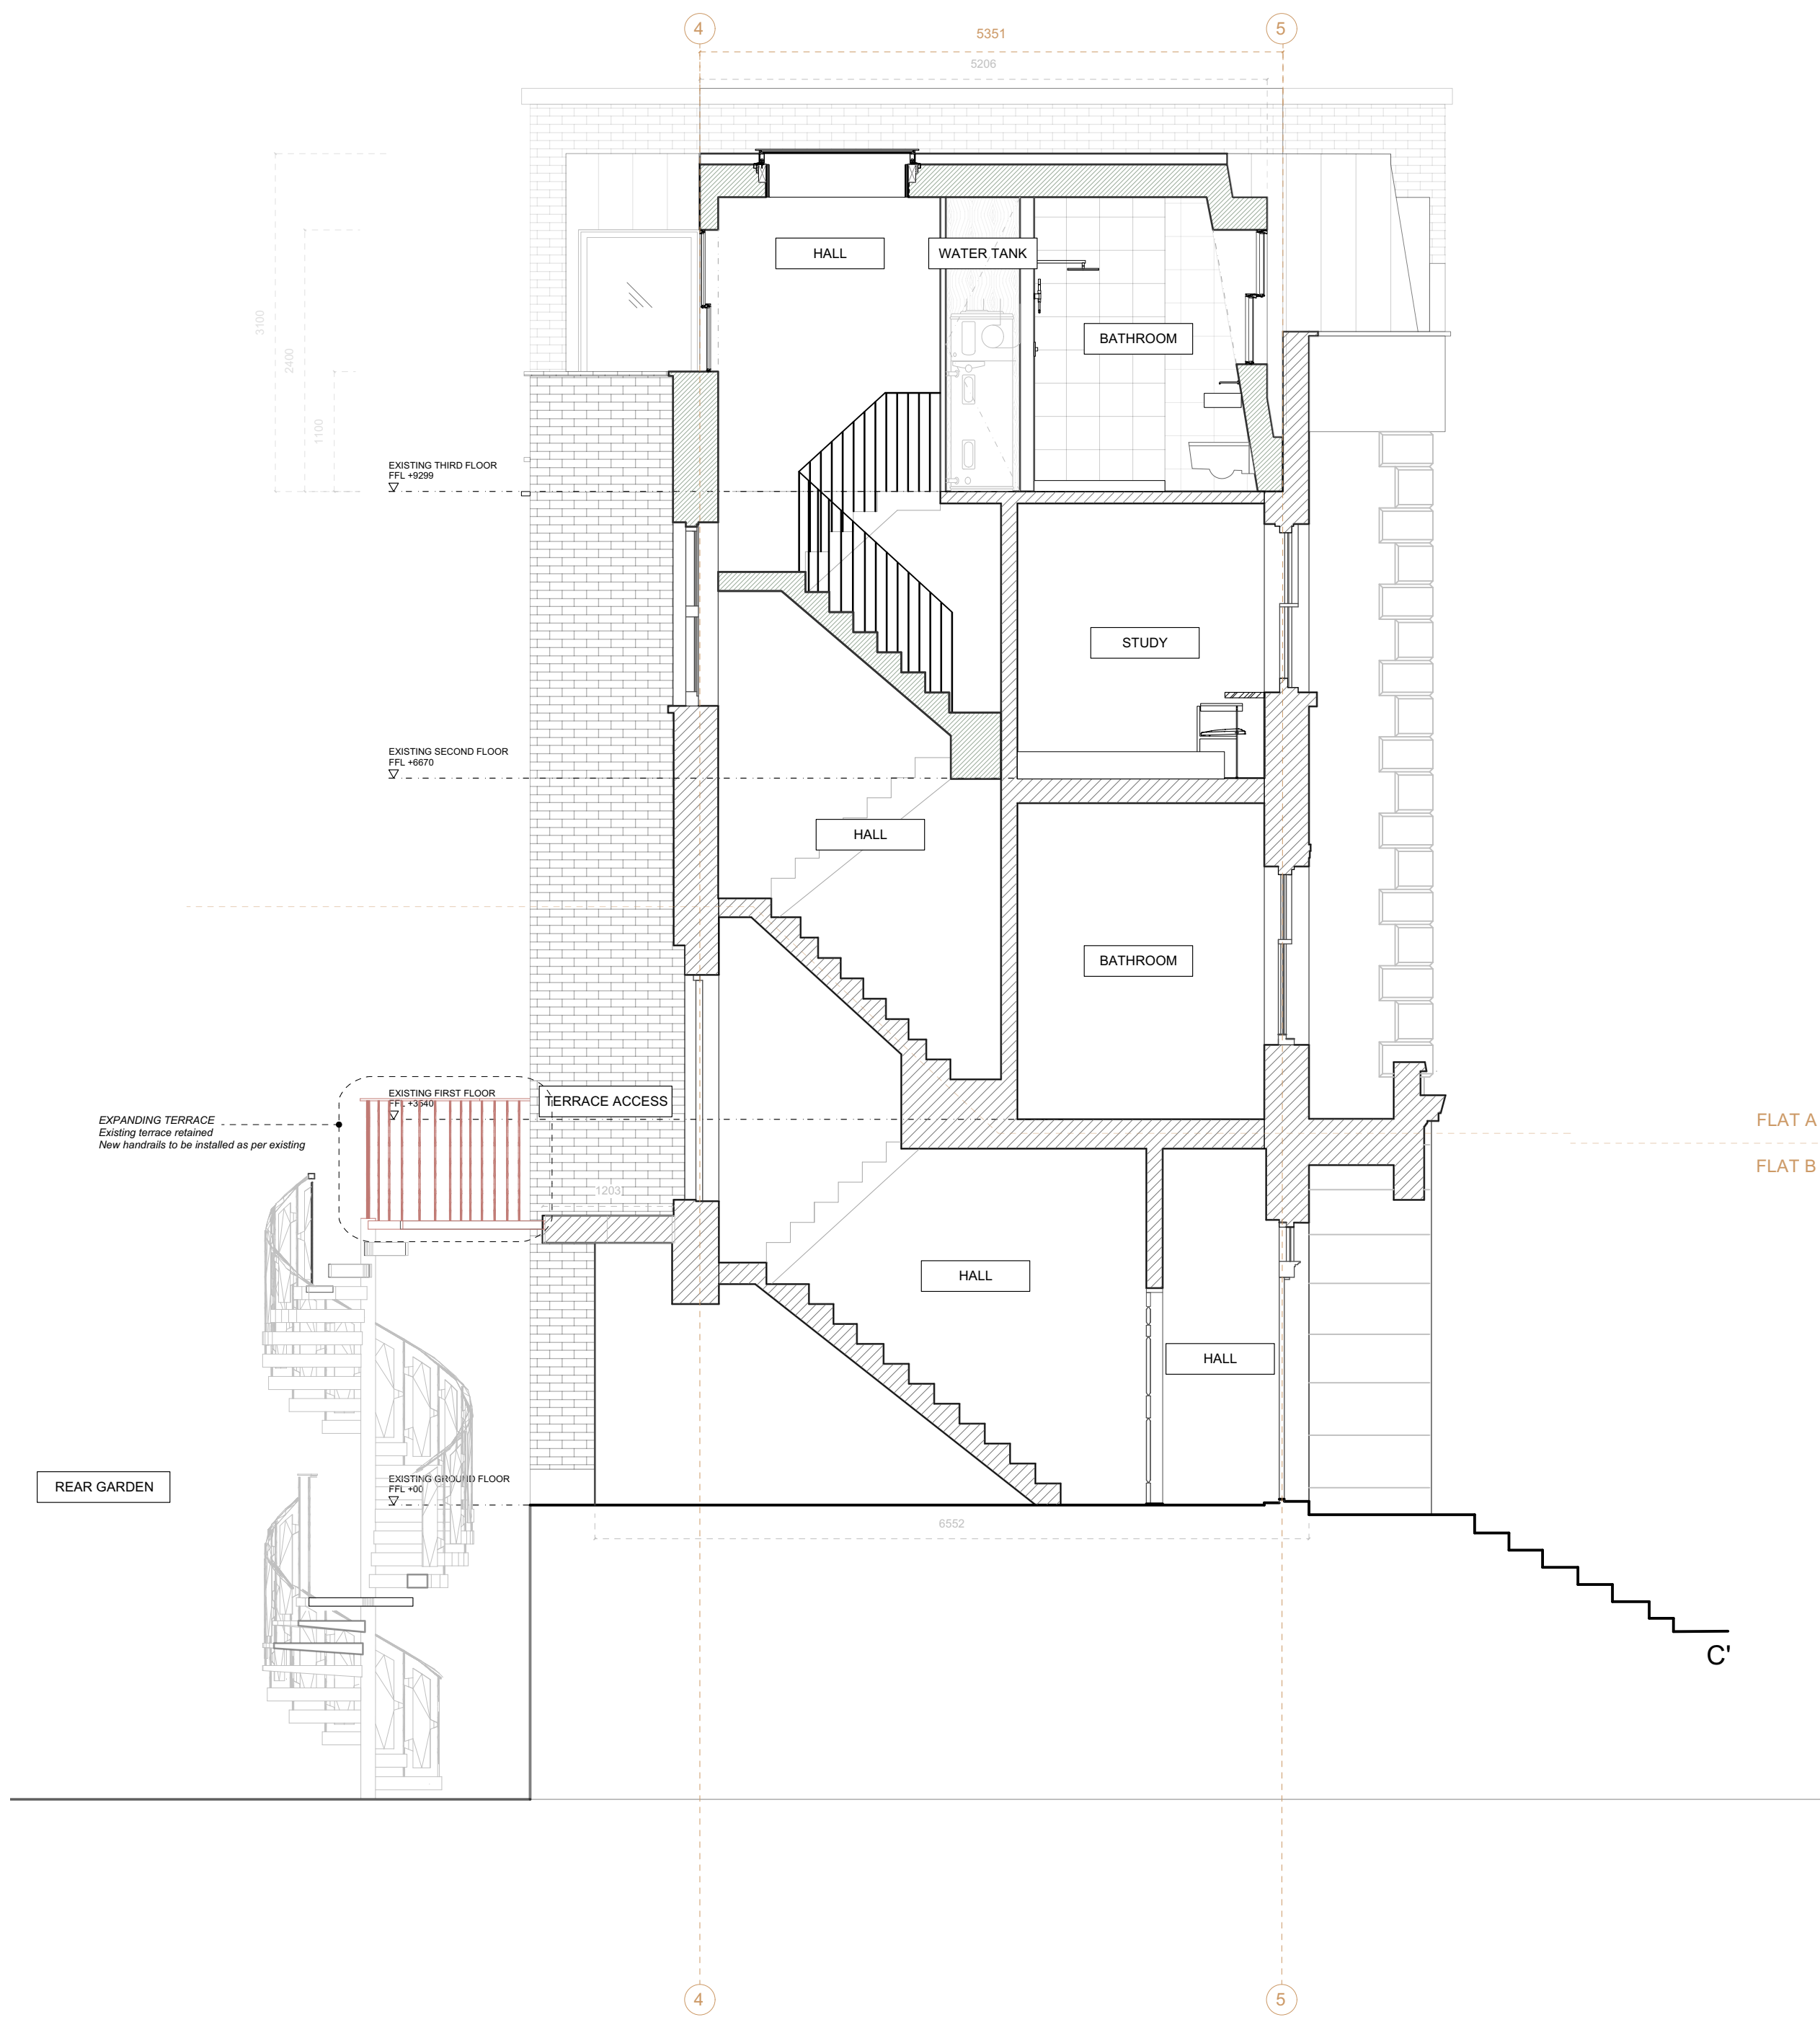 4
5351
5
5206
HALL
WATER TANK
BATHROOM
3100
2400
1100
EXISTING THIRD FLOOR
FFL +9299
STUDY
EXISTING SECOND FLOOR
FFL +6670
HALL
BATHROOM
EXISTING FIRST FLOOR
FFL +3540
TERRACE ACCESS
EXPANDING TERRACE
Existing terrace retained
New handrails to be installed as per existing
FLAT A
FLAT B
1203
HALL
HALL
REAR GARDEN
EXISTING GROUND FLOOR
FFL +00
6552
C'
4
5